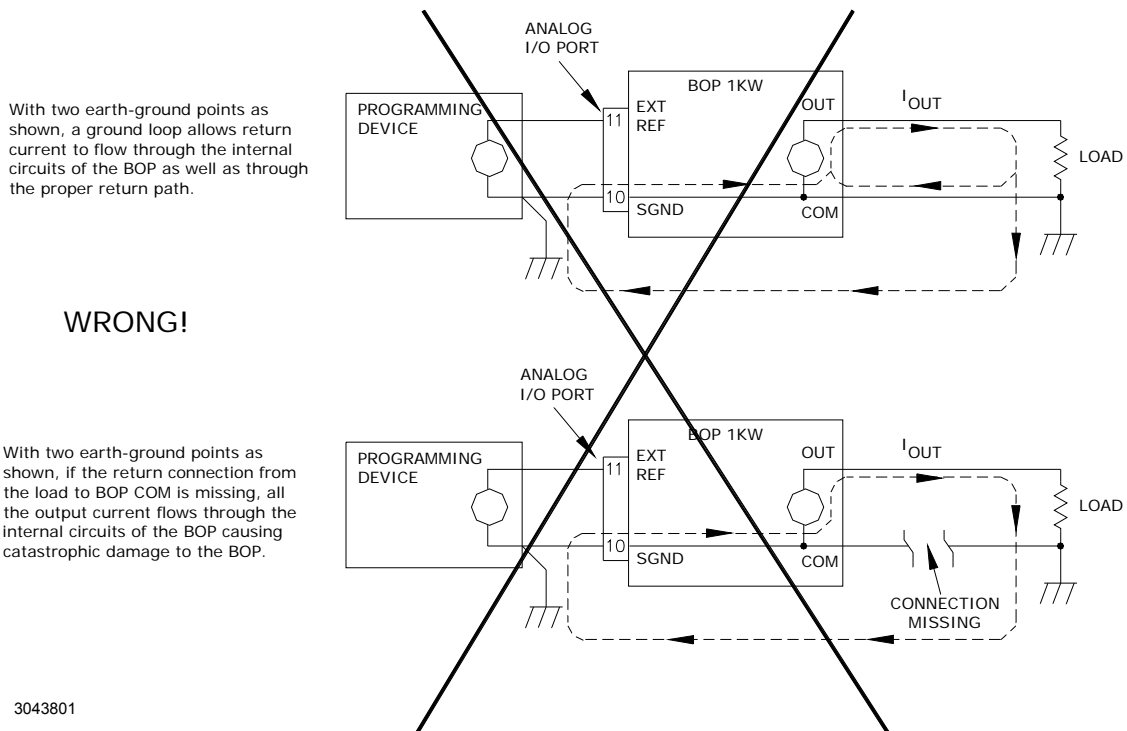 With two earth-ground points as
shown, a ground loop allows return
current to flow through the internal
circuits of the BOP as well as through
the proper return path.
ANALOG
I/O PORT
PROGRAMMING
DEVICE
11
EXT
REF
10
SGND
BOP 1KW
OUT
COM
IOUT
LOAD
WRONG!
With two earth-ground points as
shown, if the return connection from
the load to BOP COM is missing, all
the output current flows through the
internal circuits of the BOP causing
catastrophic damage to the BOP.
ANALOG
I/O PORT
PROGRAMMING
DEVICE
11
EXT
REF
10
SGND
BOP 1KW
OUT
COM
IOUT
LOAD
CONNECTION
MISSING
3043801